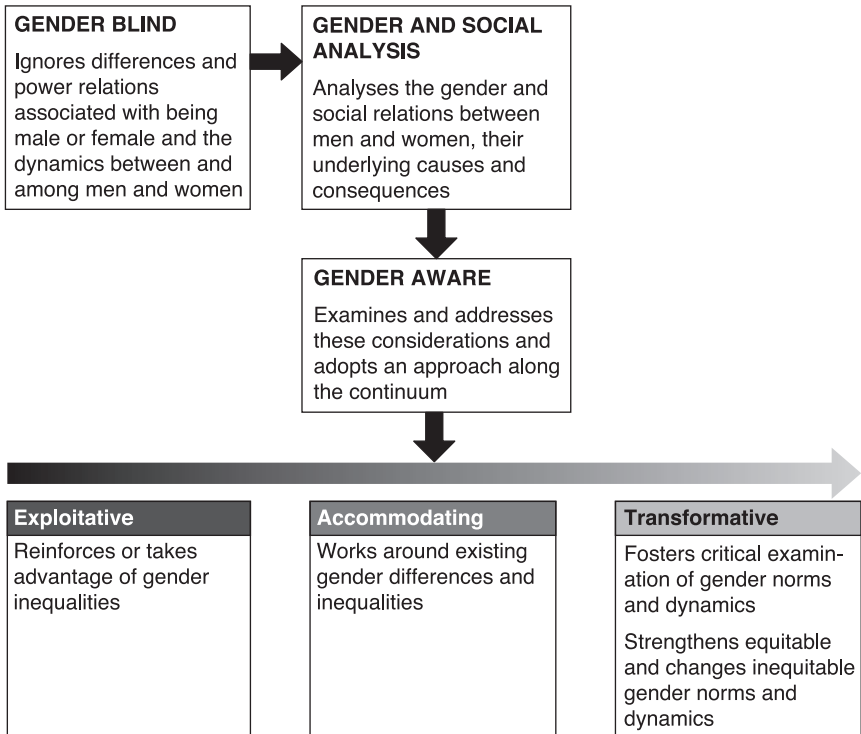 GENDER BLIND
Ignores differences and
power relations
associated with being
male or female and the
dynamics between and
among men and women
GENDER AND SOCIAL
ANALYSIS
Analyses the gender and
social relations between
men and women, their
underlying causes and
consequences
GENDER AWARE
Examines and addresses
these considerations and
adopts an approach along
the continuum
Exploitative
Reinforces or takes
advantage of gender
inequalities
Accommodating
Works around existing
gender differences and
inequalities
Transformative
Fosters critical examin-
ation of gender norms
and dynamics
Strengthens equitable
and changes inequitable
gender norms and
dynamics